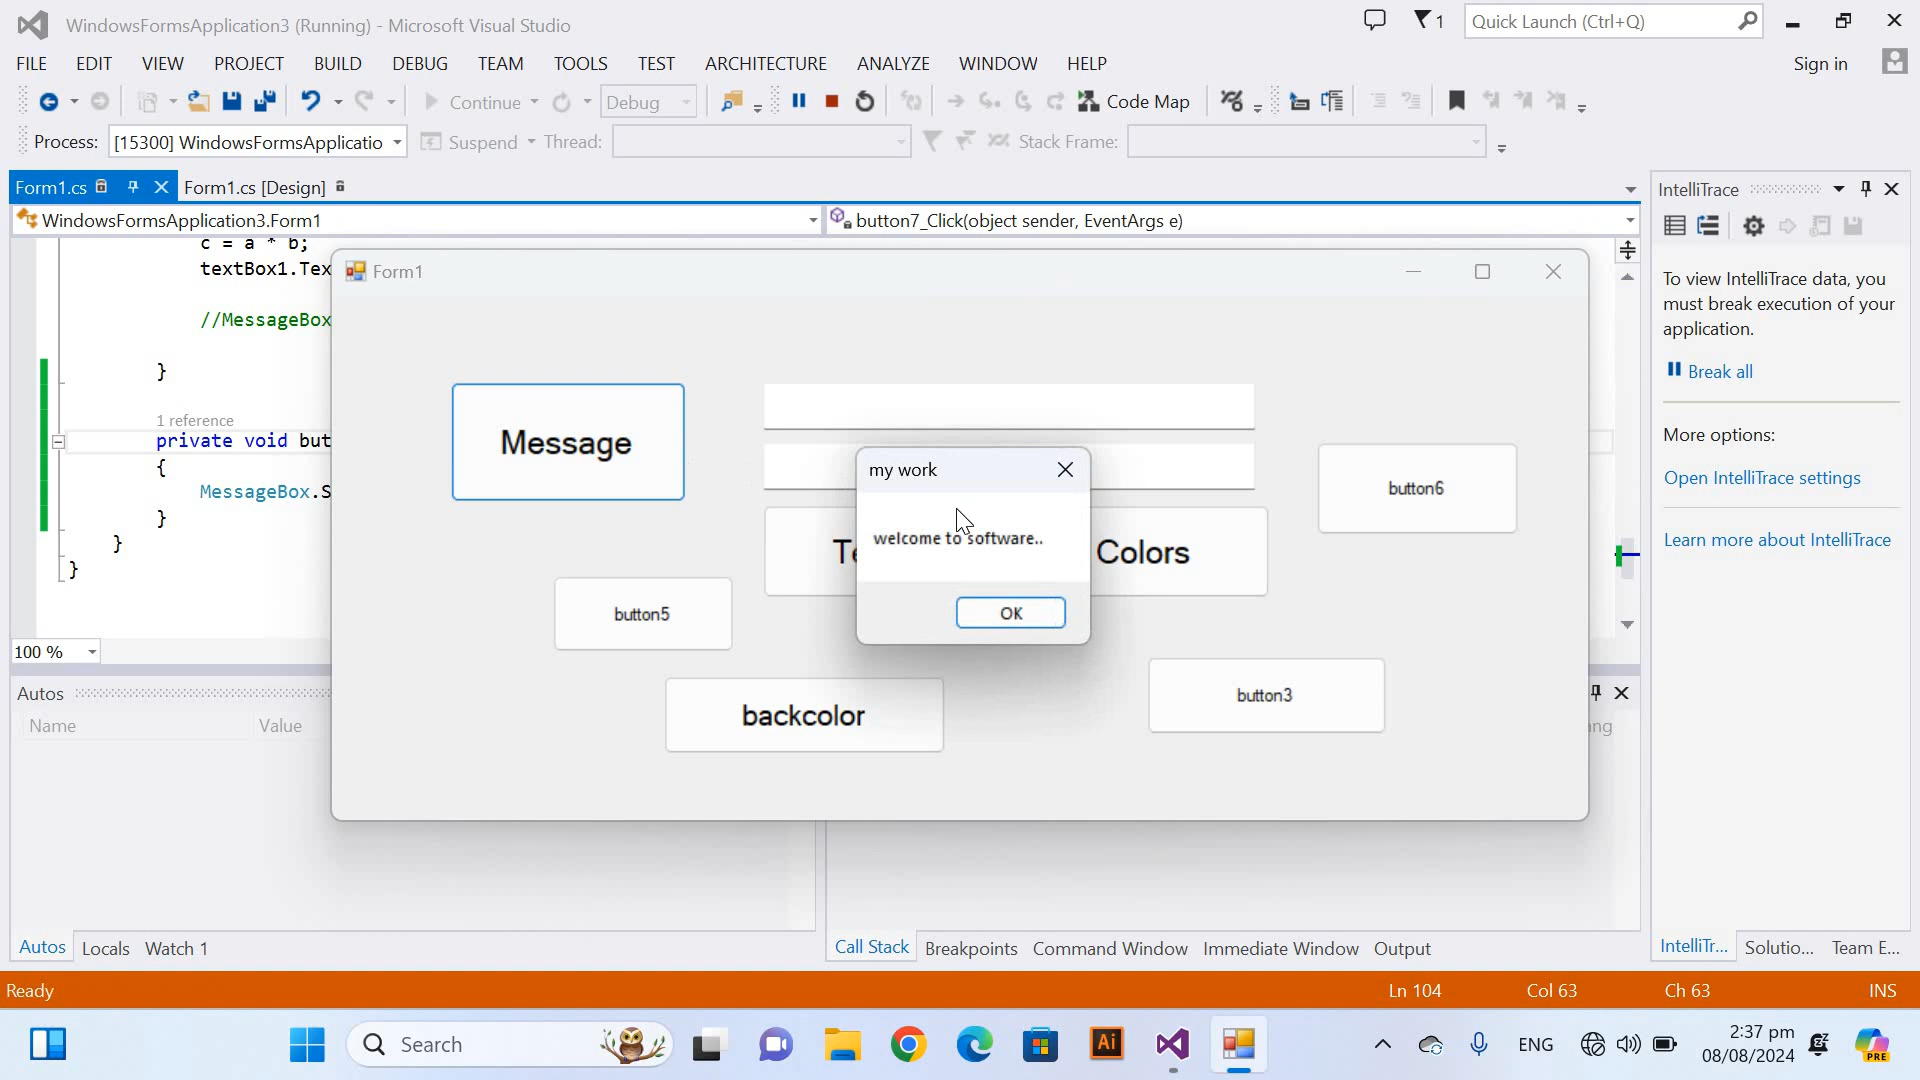 WindowsFormsApplication3 (Running) - Microsoft Visual Studio
1
Quick Launch (Ctrl+Q)
FILE EDIT VIEW PROJECT BUILD DEBUG TEAM TOOLS TEST ARCHITECTURE ANALYZE WINDOW HELP
Sign in
Continue Debug Code Map
Process: [15300] WindowsFormsApplicatio Suspend Thread: Stack Frame:
Form1.cs Form1.cs [Design]
WindowsFormsApplication3.Form1
button7_Click(object sender, EventArgs e)
c = a * b;
textBox1.Tex
//MessageBox
}
1 reference
private void but
{
MessageBox.S
}
}
}
100 %
Form1
Message
button6
Colors
button5
backcolor
button3
my work
welcome to software..
OK
IntelliTrace
To view IntelliTrace data, you
must break execution of your
application.
Break all
More options:
Open IntelliTrace settings
Learn more about IntelliTrace
Autos
Name Value
ang
Autos Locals Watch 1
Call Stack Breakpoints Command Window Immediate Window Output
IntelliTr... Solutio... Team E...
Ready
Ln 104 Col 63 Ch 63 INS
Search
Ai
ENG
2:37 pm
08/08/2024
PRE